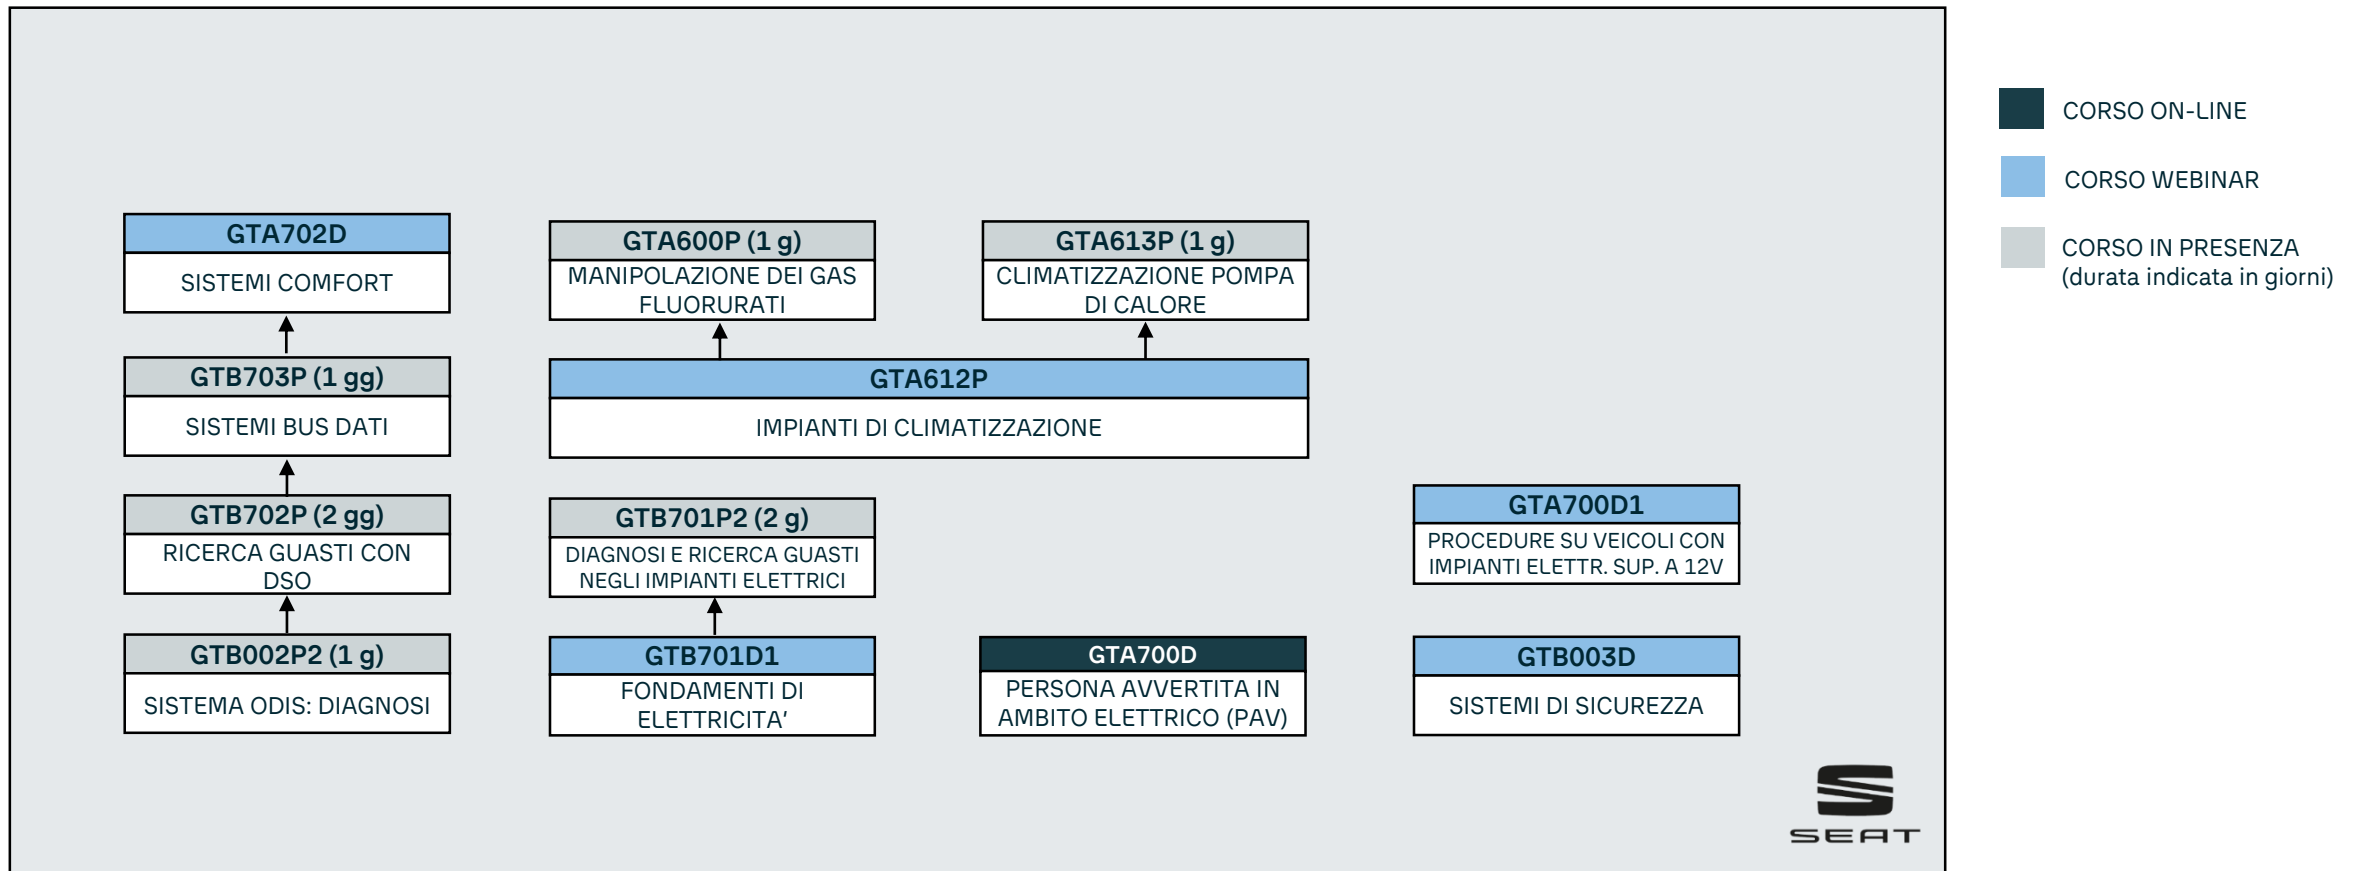 CORSO ON-LINE
CORSO WEBINAR
CORSO IN PRESENZA
(durata indicata in giorni)
GTA702D
SISTEMI COMFORT
GTB703P (1 gg)
SISTEMI BUS DATI
GTB702P (2 gg)
RICERCA GUASTI CON
DSO
GTB002P2 (1 g)
SISTEMA ODIS: DIAGNOSI
GTA600P (1 g)
MANIPOLAZIONE DEI GAS
FLUORURATI
GTA613P (1 g)
CLIMATIZZAZIONE POMPA
DI CALORE
GTA612P
IMPIANTI DI CLIMATIZZAZIONE
GTB701P2 (2 g)
DIAGNOSI E RICERCA GUASTI
NEGLI IMPIANTI ELETTRICI
GTB701D1
FONDAMENTI DI
ELETTRICITA'
GTA700D
PERSONA AVVERTITA IN
AMBITO ELETTRICO (PAV)
GTA700D1
PROCEDURE SU VEICOLI CON
IMPIANTI ELETTR. SUP. A 12V
GTB003D
SISTEMI DI SICUREZZA
SEAT